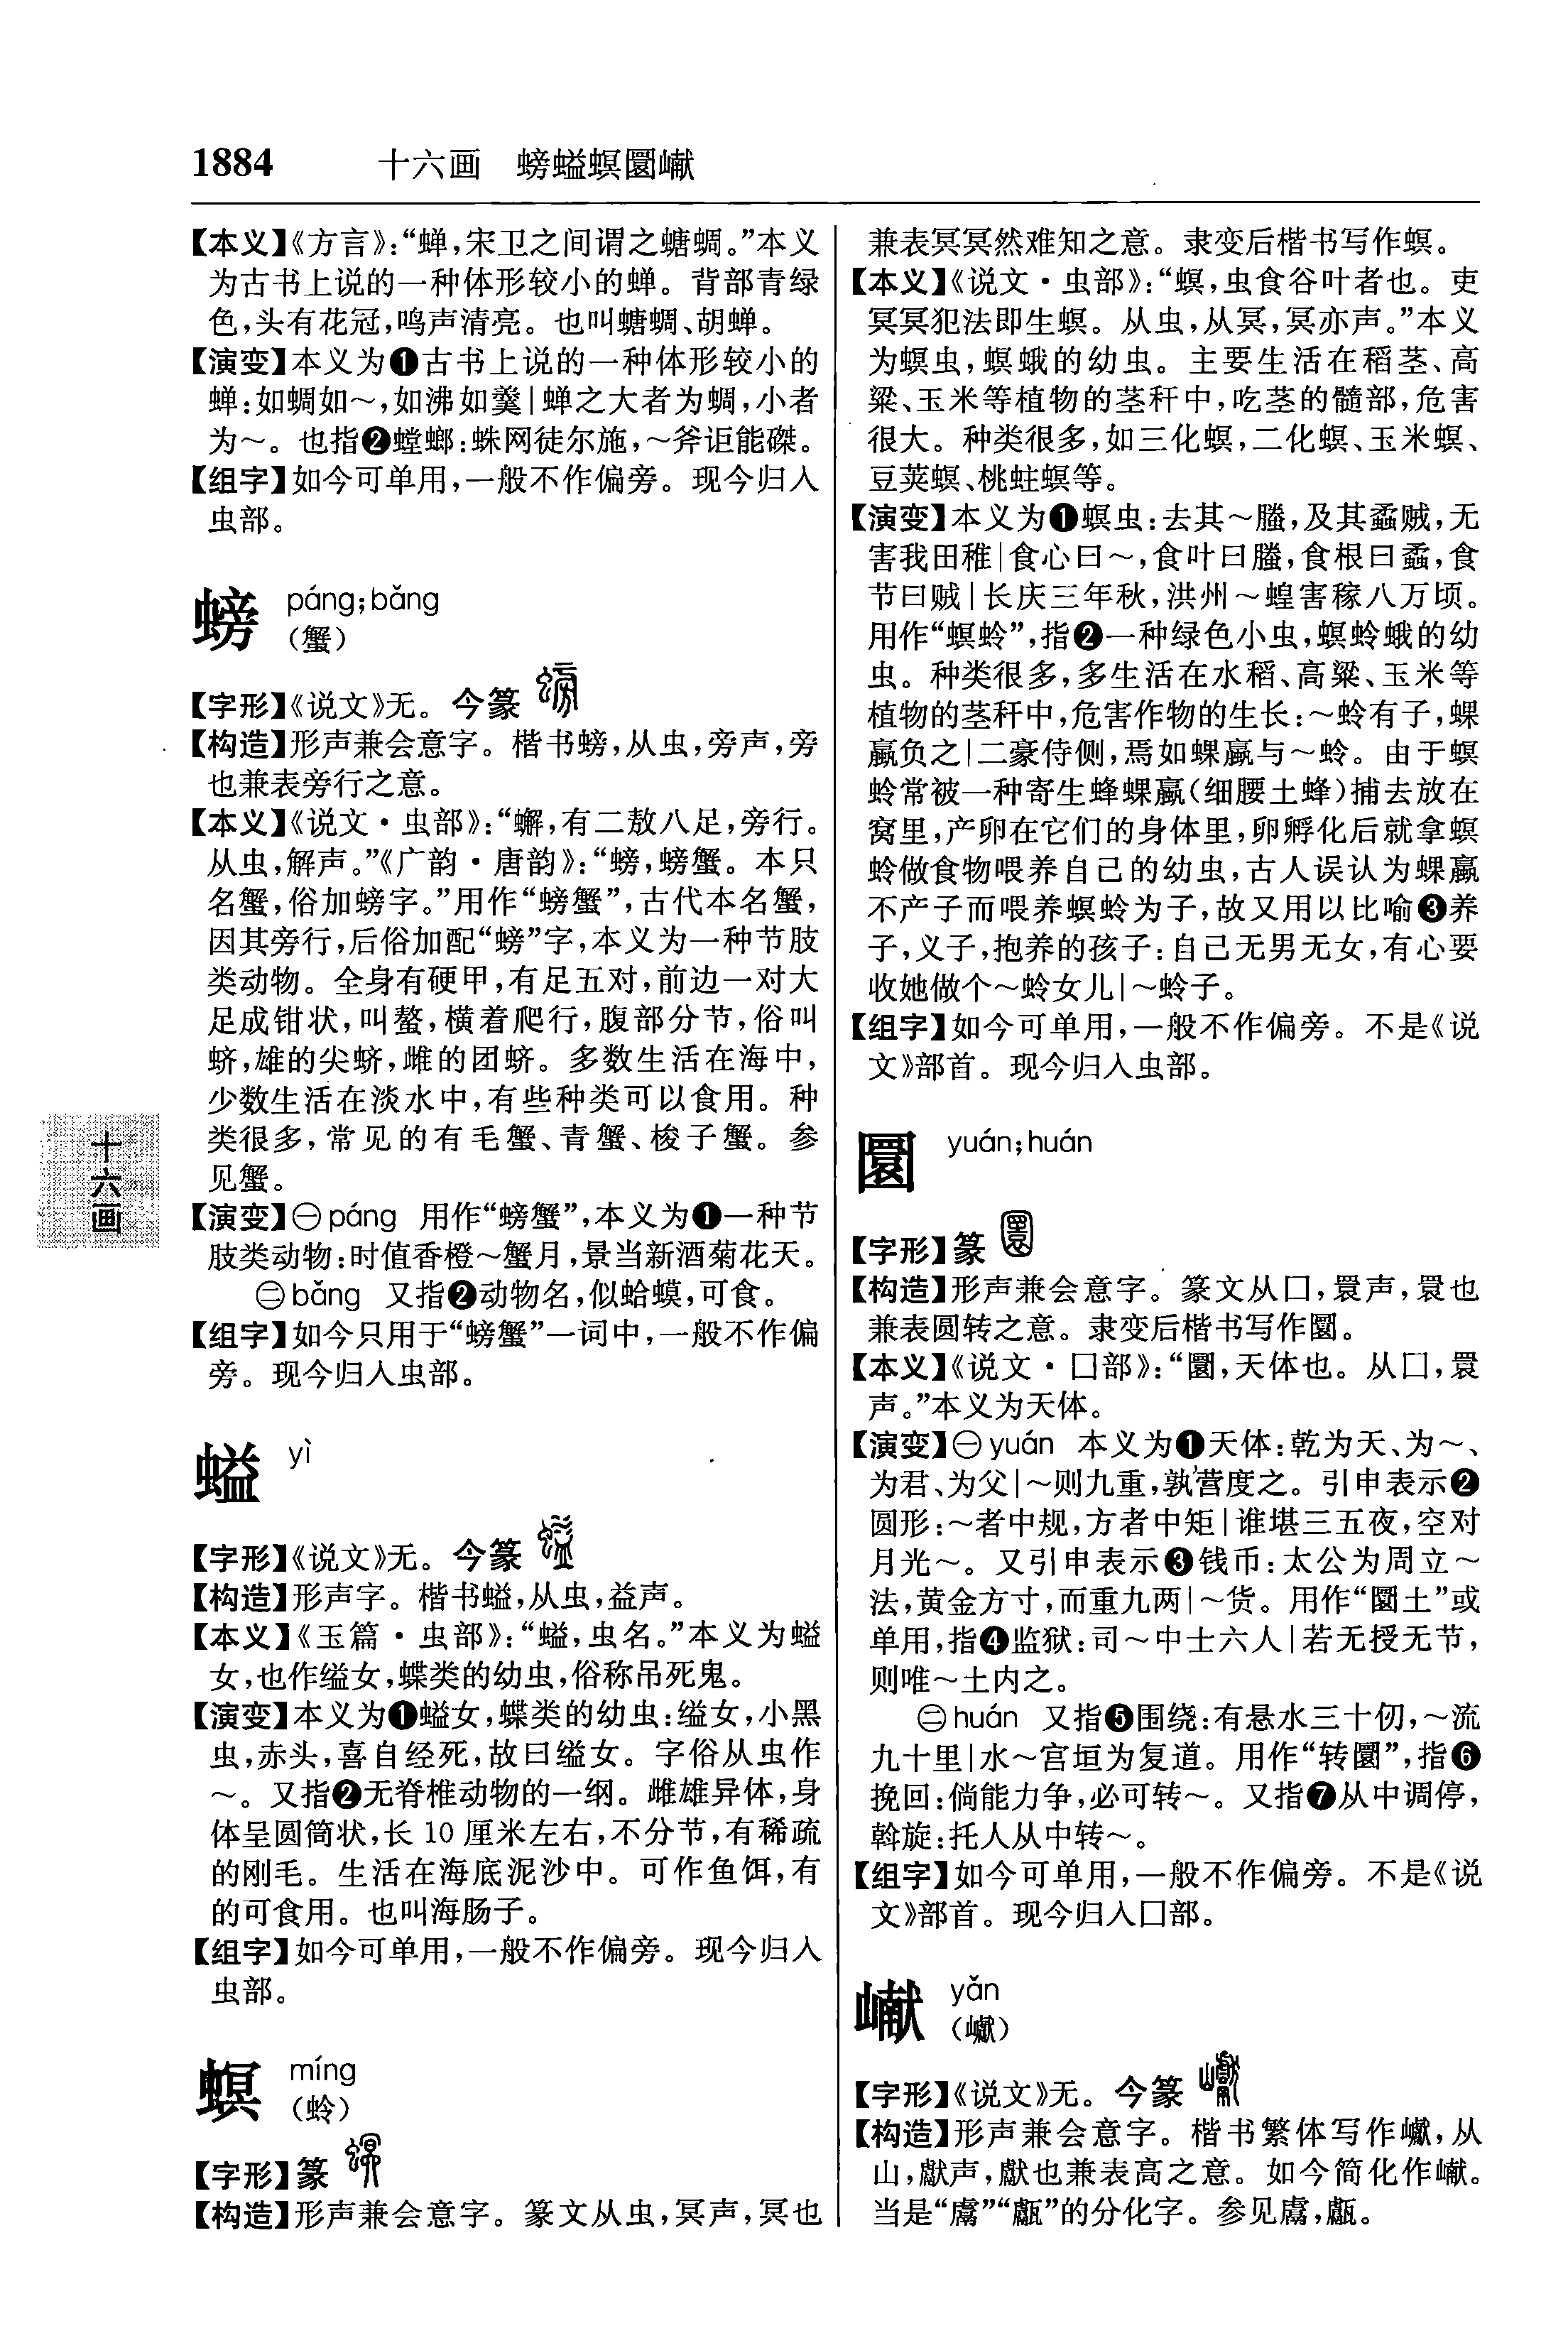 1884 十六画 螃螠螟圜𪩘
【本义】《方言》：“蝉，宋卫之间谓之螗蜩。”本义
为古书上说的一种体形较小的蝉。背部青绿
色，头有花冠，鸣声清亮。也叫螗蜩、胡蝉。
【演变】本义为❶古书上说的一种体形较小的
蝉：如蜩如～，如沸如羹|蝉之大者为蜩，小者
为～。也指❷螳螂：蛛网徒尔施，～斧讵能磔。
【组字】如今可单用，一般不作偏旁。现今归入
虫部。
螃 páng；bǎng
（蟹）
【字形】《说文》无。今篆
【构造】形声兼会意字。楷书螃，从虫，旁声，旁
也兼表旁行之意。
【本义】《说文·虫部》：“蠏，有二敖八足，旁行。
从虫，解声。”《广韵·唐韵》：“螃，螃蟹。本只
名蟹，俗加螃字。”用作“螃蟹”，古代本名蟹，
因其旁行，后俗加配“螃”字，本义为一种节肢
类动物。全身有硬甲，有足五对，前边一对大
足成钳状，叫螯，横着爬行，腹部分节，俗叫
蛴，雄的尖蛴，雌的团蛴。多数生活在海中，
少数生活在淡水中，有些种类可以食用。种
类很多，常见的有毛蟹、青蟹、梭子蟹。参
见蟹。
【演变】㊀páng 用作“螃蟹”，本义为❶一种节
肢类动物：时值香橙～蟹月，景当新酒菊花天。
㊁bǎng 又指❷动物名，似蛤蟆，可食。
【组字】如今只用于“螃蟹”一词中，一般不作偏
旁。现今归入虫部。
螠 yì
【字形】《说文》无。今篆
【构造】形声字。楷书螠，从虫，益声。
【本义】《玉篇·虫部》：“螠，虫名。”本义为螠
女，也作缢女，蝶类的幼虫，俗称吊死鬼。
【演变】本义为❶螠女，蝶类的幼虫：缢女，小黑
虫，赤头，喜自经死，故曰缢女。字俗从虫作
～。又指❷无脊椎动物的一纲。雌雄异体，身
体呈圆筒状，长10厘米左右，不分节，有稀疏
的刚毛。生活在海底泥沙中。可作鱼饵，有
的可食用。也叫海肠子。
【组字】如今可单用，一般不作偏旁。现今归入
虫部。
螟 míng
（蛉）
【字形】篆
【构造】形声兼会意字。篆文从虫，冥声，冥也
兼表冥冥然难知之意。隶变后楷书写作螟。
【本义】《说文·虫部》：“螟，虫食谷叶者也。吏
冥冥犯法即生螟。从虫，从冥，冥亦声。”本义
为螟虫，螟蛾的幼虫。主要生活在稻茎、高
粱、玉米等植物的茎秆中，吃茎的髓部，危害
很大。种类很多，如三化螟，二化螟、玉米螟、
豆荚螟、桃蛀螟等。
【演变】本义为❶螟虫：去其～螣，及其蟊贼，无
害我田稚|食心曰～，食叶曰螣，食根曰蟊，食
节曰贼|长庆三年秋，洪州～蝗害稼八万顷。
用作“螟蛉”，指❷一种绿色小虫，螟蛉蛾的幼
虫。种类很多，多生活在水稻、高粱、玉米等
植物的茎秆中，危害作物的生长：～蛉有子，蜾
蠃负之|二豪侍侧，焉如蜾蠃与～蛉。由于螟
蛉常被一种寄生蜂蜾蠃（细腰土蜂）捕去放在
窝里，产卵在它们的身体里，卵孵化后就拿螟
蛉做食物喂养自己的幼虫，古人误认为蜾蠃
不产子而喂养螟蛉为子，故又用以比喻❸养
子，义子，抱养的孩子：自己无男无女，有心要
收她做个～蛉女儿|～蛉子。
【组字】如今可单用，一般不作偏旁。不是《说
文》部首。现今归入虫部。
圜 yuán；huán
【字形】篆
【构造】形声兼会意字。篆文从囗，睘声，睘也
兼表圆转之意。隶变后楷书写作圜。
【本义】《说文·囗部》：“圜，天体也。从囗，睘
声。”本义为天体。
【演变】㊀yuán 本义为❶天体：乾为天、为～、
为君、为父|～则九重，孰营度之。引申表示❷
圆形：～者中规，方者中矩|谁堪三五夜，空对
月光～。又引申表示❸钱币：太公为周立～
法，黄金方寸，而重九两|～货。用作“圜土”或
单用，指❹监狱：司～中士六人|若无授无节，
则唯～土内之。
㊁huán 又指❺围绕：有悬水三十仞，～流
九十里|水～宫垣为复道。用作“转圜”，指❻
挽回：倘能力争，必可转～。又指❼从中调停，
斡旋：托人从中转～。
【组字】如今可单用，一般不作偏旁。不是《说
文》部首。现今归入囗部。
𪩘 yǎn
（巘）
【字形】《说文》无。今篆
【构造】形声兼会意字。楷书繁体写作巘，从
山，獻声，獻也兼表高之意。如今简化作𪩘。
当是“鬳”“甗”的分化字。参见鬳，甗。
十六画